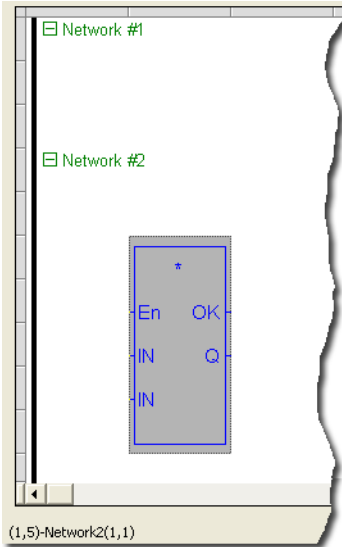 Network #1
Network #2
*
En OK
IN Q
IN
(1,5)-Network2(1,1)